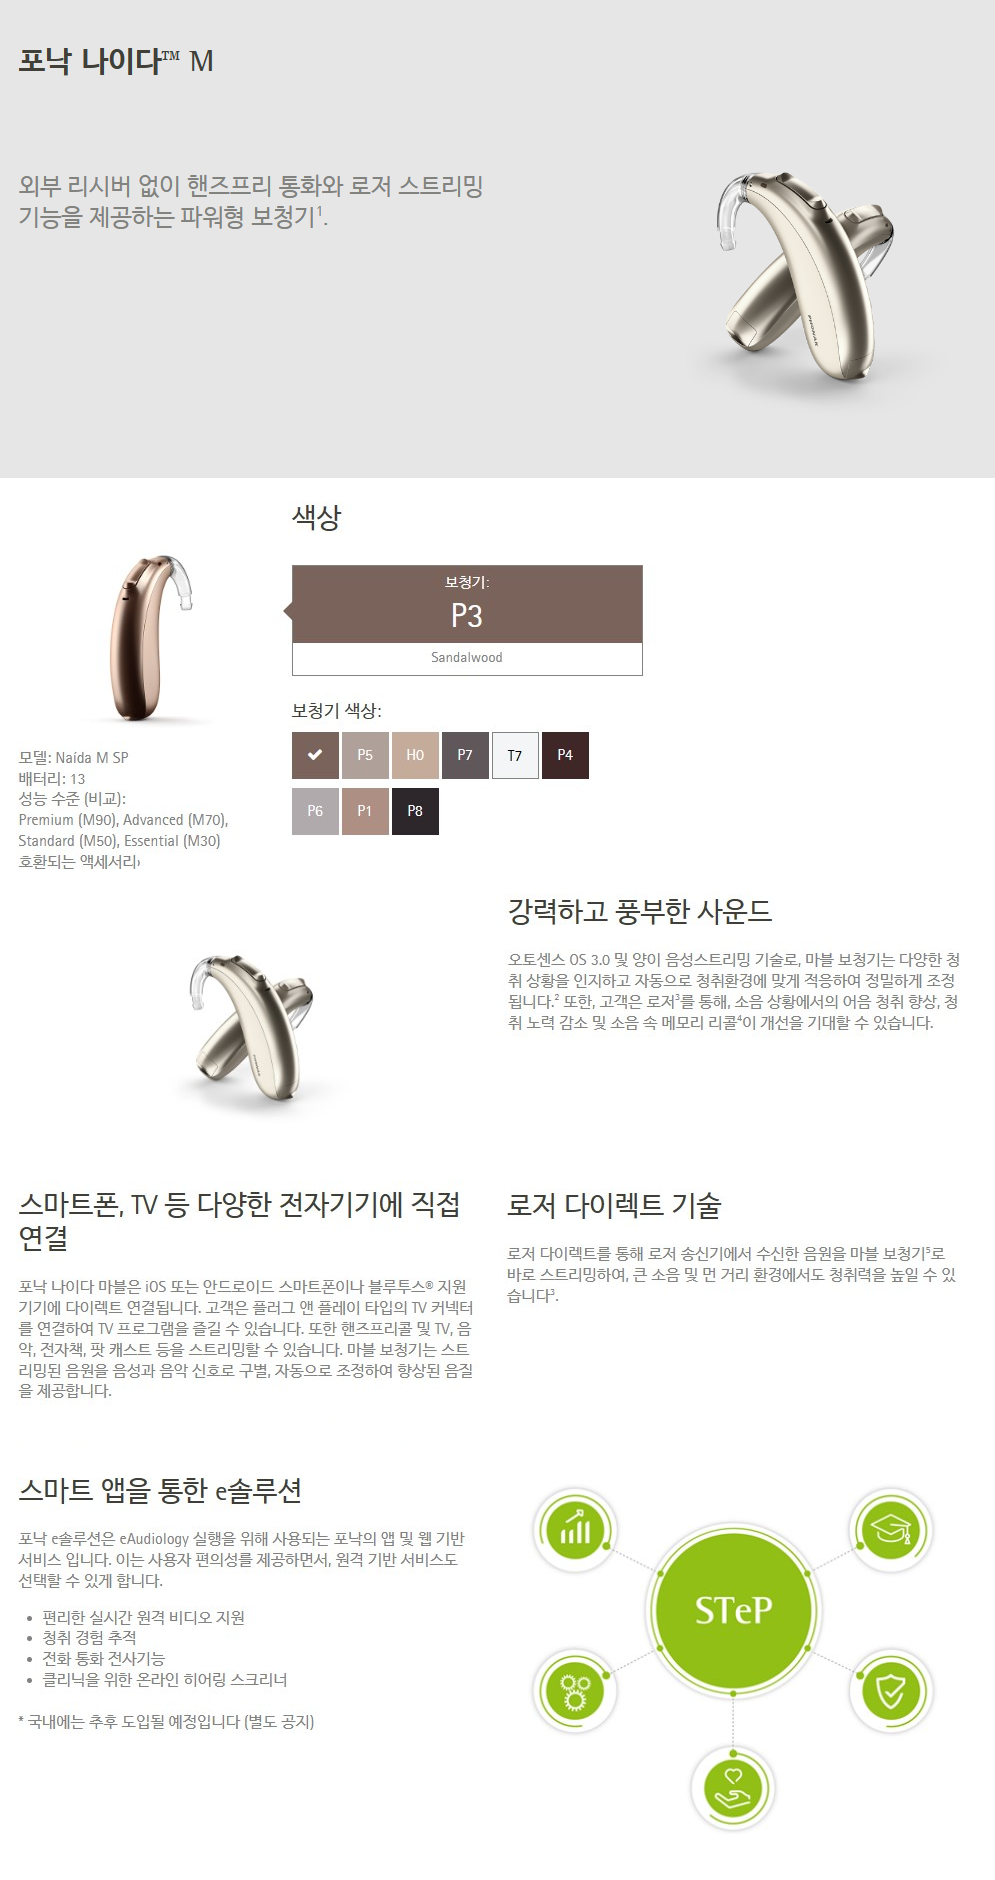 포낙 나이다™ M
외부 리시버 없이 핸즈프리 통화와 로저 스트리밍
기능을 제공하는 파워형 보청기¹.
PHONAK
색상
보청기:
P3
Sandalwood
보청기 색상:
P5 H0 P7 T7 P4
P6 P1 P8
모델: Naída M SP
배터리: 13
성능 수준 (비교):
Premium (M90), Advanced (M70),
Standard (M50), Essential (M30)
호환되는 액세서리›
강력하고 풍부한 사운드
오토센스 OS 3.0 및 양이 음성스트리밍 기술로, 마블 보청기는 다양한 청
취 상황을 인지하고 자동으로 청취환경에 맞게 적응하여 정밀하게 조정
됩니다.² 또한, 고객은 로저³를 통해, 소음 상황에서의 어음 청취 향상, 청
취 노력 감소 및 소음 속 메모리 리콜⁴이 개선을 기대할 수 있습니다.
PHONAK
스마트폰, TV 등 다양한 전자기기에 직접
연결
포낙 나이다 마블은 iOS 또는 안드로이드 스마트폰이나 블루투스® 지원
기기에 다이렉트 연결됩니다. 고객은 플러그 앤 플레이 타입의 TV 커넥터
를 연결하여 TV 프로그램을 즐길 수 있습니다. 또한 핸즈프리콜 및 TV, 음
악, 전자책, 팟 캐스트 등을 스트리밍할 수 있습니다. 마블 보청기는 스트
리밍된 음원을 음성과 음악 신호로 구별, 자동으로 조정하여 향상된 음질
을 제공합니다.
로저 다이렉트 기술
로저 다이렉트를 통해 로저 송신기에서 수신한 음원을 마블 보청기⁵로
바로 스트리밍하여, 큰 소음 및 먼 거리 환경에서도 청취력을 높일 수 있
습니다³.
스마트 앱을 통한 e솔루션
포낙 e솔루션은 eAudiology 실행을 위해 사용되는 포낙의 앱 및 웹 기반
서비스 입니다. 이는 사용자 편의성를 제공하면서, 원격 기반 서비스도
선택할 수 있게 합니다.
• 편리한 실시간 원격 비디오 지원
• 청취 경험 추적
• 전화 통화 전사기능
• 클리닉을 위한 온라인 히어링 스크리너
* 국내에는 추후 도입될 예정입니다 (별도 공지)
STeP